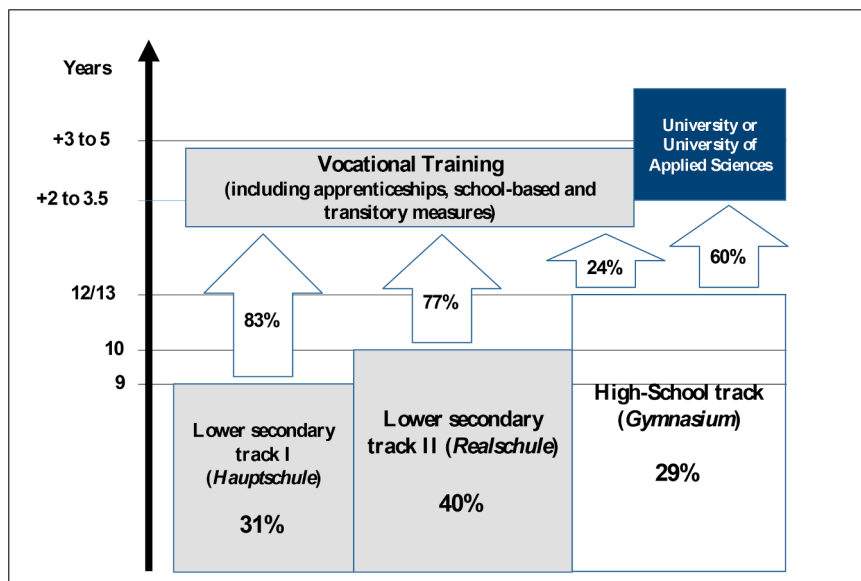 Years
+3 to 5
+2 to 3.5
12/13
10
9
Vocational Training
(including apprenticeships, school-based and
transitory measures)
University or
University of
Applied Sciences
83%
77%
24%
60%
Lower secondary
track I
(Hauptschule)
31%
Lower secondary
track II (Realschule)
40%
High-School track
(Gymnasium)
29%